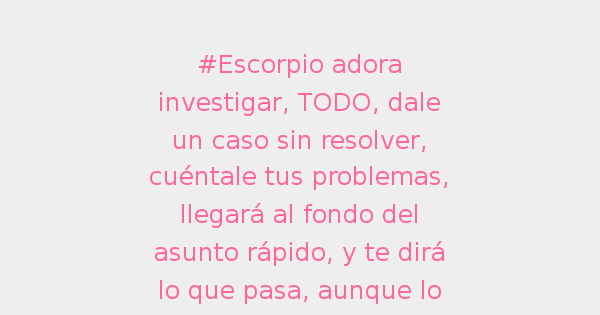 #Escorpio adora
investigar, TODO, dale
un caso sin resolver,
cuéntale tus problemas,
llegará al fondo del
asunto rápido, y te dirá
lo que pasa, aunque lo